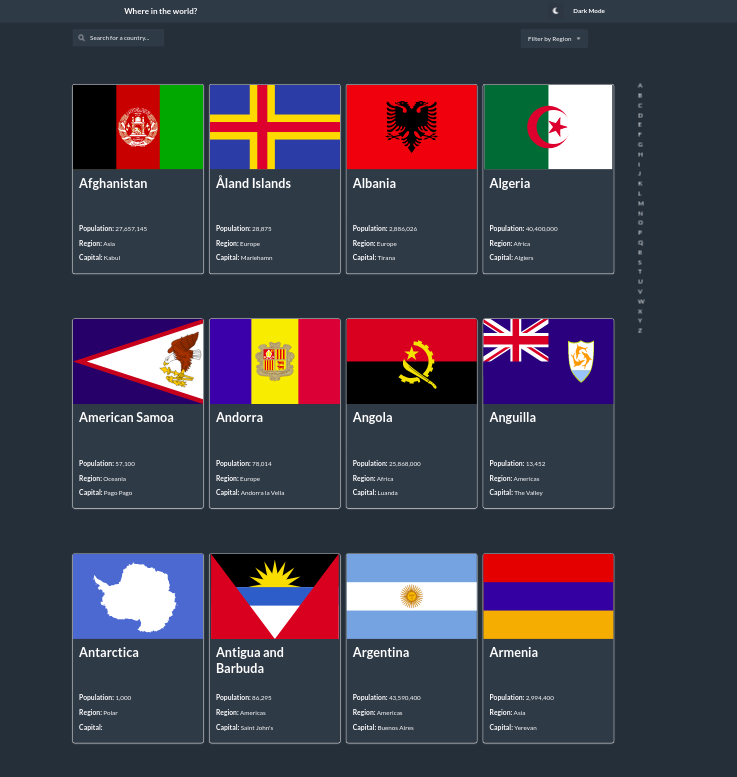 Where in the world?
Dark Mode
Search for a country...
Filter by Region
Afghanistan
Population: 27,657,145
Region: Asia
Capital: Kabul
Åland Islands
Population: 28,875
Region: Europe
Capital: Mariehamn
Albania
Population: 2,886,026
Region: Europe
Capital: Tirana
Algeria
Population: 40,400,000
Region: Africa
Capital: Algiers
A
B
C
D
E
F
G
H
I
J
K
L
M
N
O
P
Q
R
S
T
U
V
W
X
Y
Z
American Samoa
Population: 57,100
Region: Oceania
Capital: Pago Pago
Andorra
Population: 78,014
Region: Europe
Capital: Andorra la Vella
Angola
Population: 25,868,000
Region: Africa
Capital: Luanda
Anguilla
Population: 13,452
Region: Americas
Capital: The Valley
Antarctica
Population: 1,000
Region: Polar
Capital:
Antigua and
Barbuda
Population: 86,295
Region: Americas
Capital: Saint John's
Argentina
Population: 43,590,400
Region: Americas
Capital: Buenos Aires
Armenia
Population: 2,994,400
Region: Asia
Capital: Yerevan